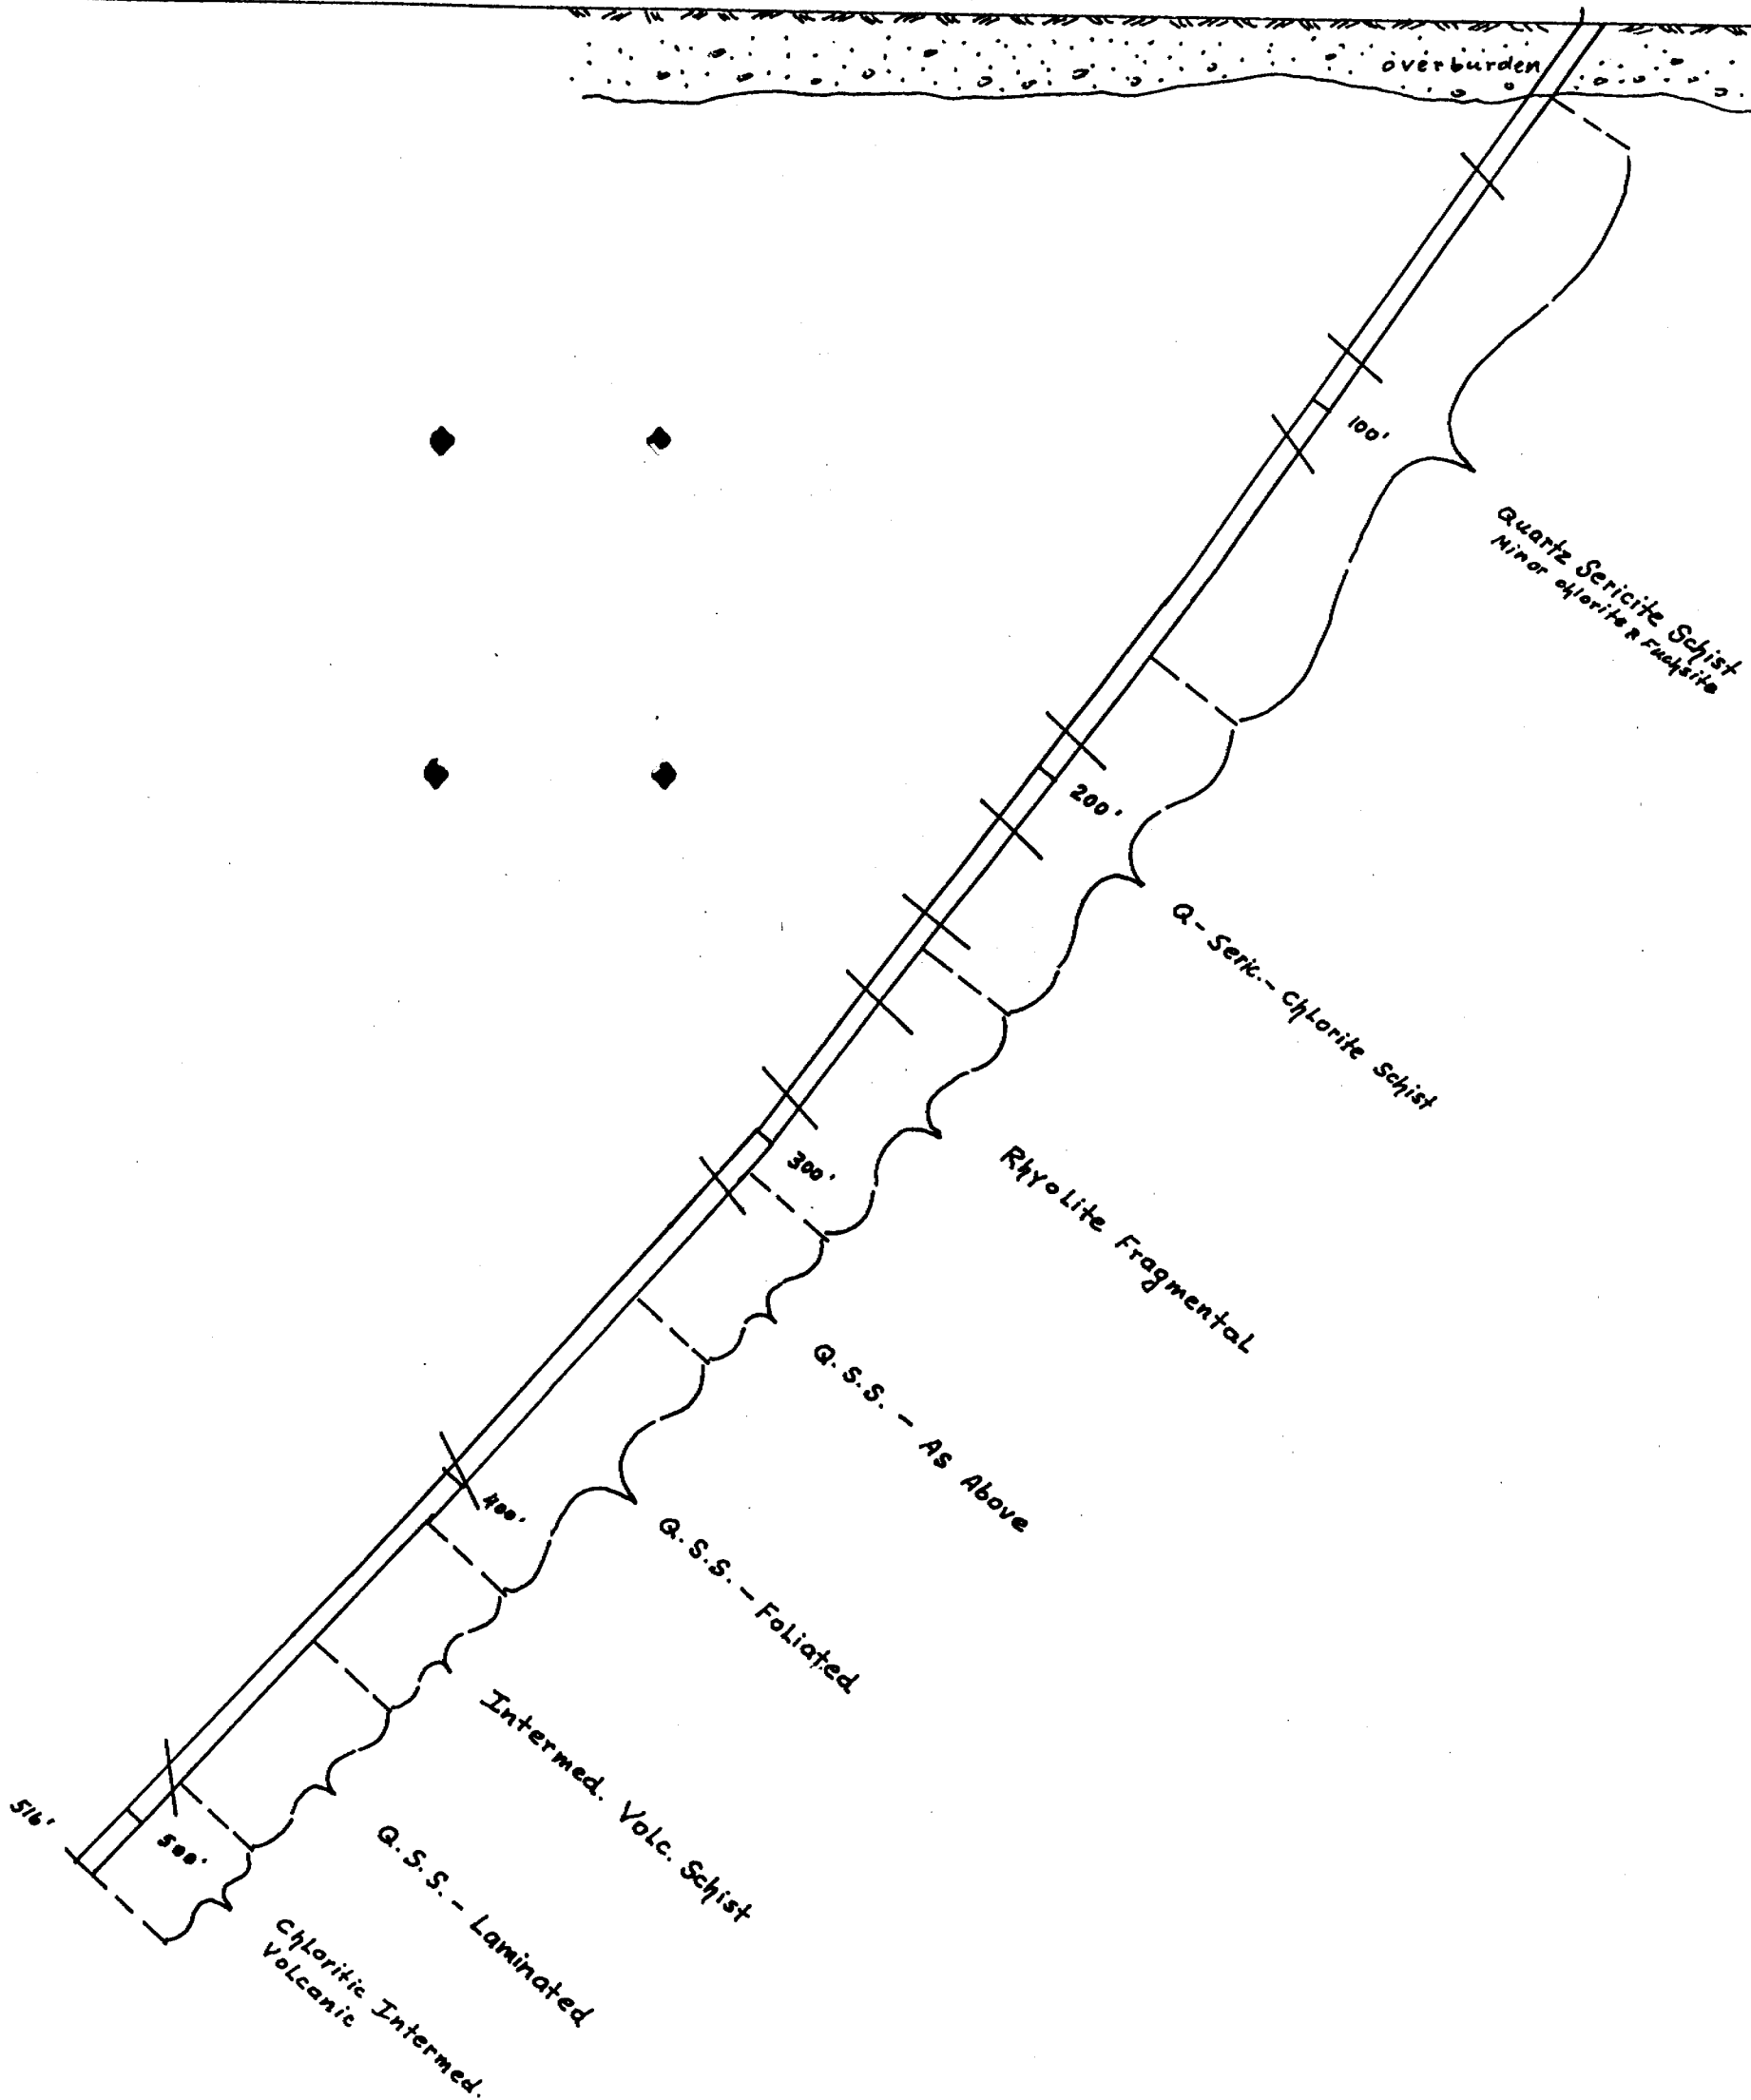 overburden
100'
Quartz Sericite Schist
Minor chlorite & Fuchsite
200'
Q-Seric.-Chlorite Schist
Rhyolite Fragmental
300'
Q.S.S. - As Above
Q.S.S. - Foliated
400'
Intermed. Volc. Schist
Q.S.S. - Laminated
500'
516'
Chloritic Intermed.
Volcanic